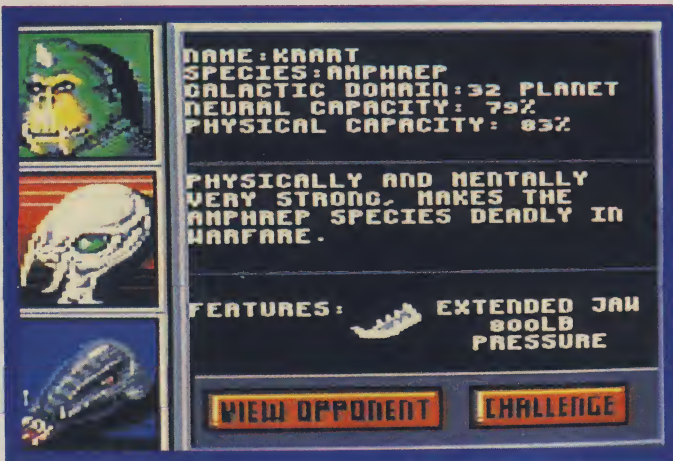 NAME:KRART
SPECIES:AMPHREP
GALACTIC DOMAIN:32 PLANET
NEURAL CAPACITY: 79%
PHYSICAL CAPACITY: 83%
PHYSICALLY AND MENTALLY
VERY STRONG, MAKES THE
AMPHREP SPECIES DEADLY IN
WARFARE.
FEATURES:
EXTENDED JAW
800LB
PRESSURE
VIEW OPPONENT
CHALLENGE